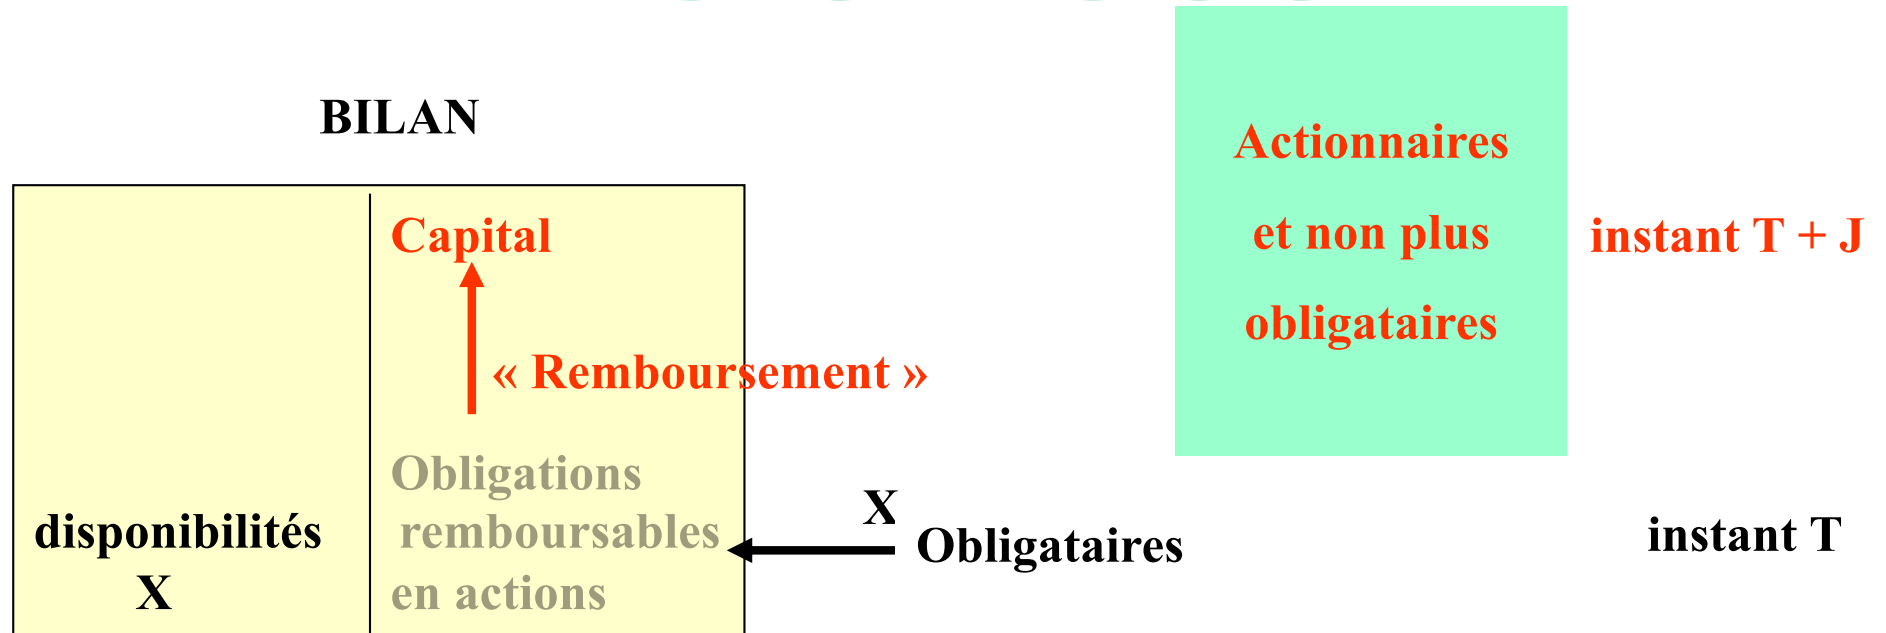 BILAN
Capital
« Remboursement »
Obligations
remboursables
en actions
disponibilités
X
X
Obligataires
Actionnaires
et non plus
obligataires
instant T + J
instant T